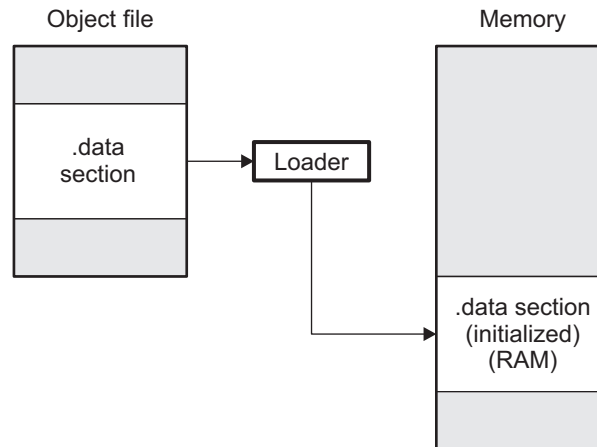 Object file
Memory
.data
section
Loader
.data section
(initialized)
(RAM)